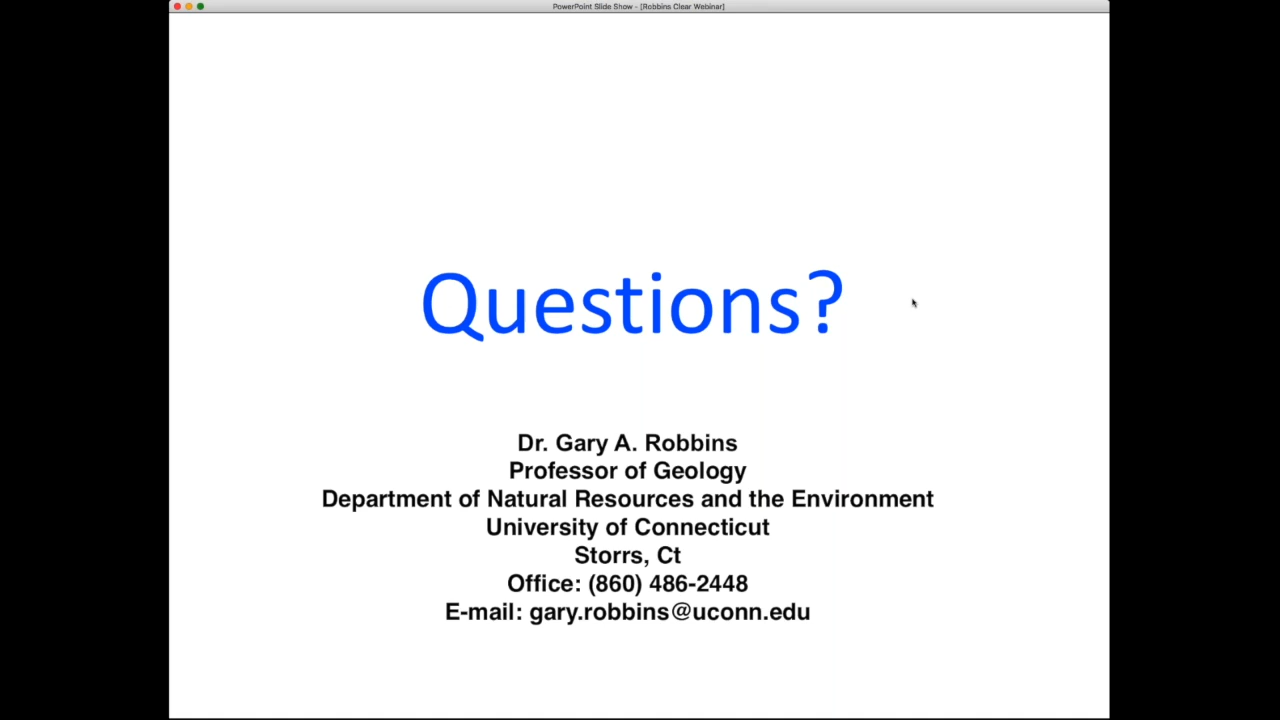 PowerPoint Slide Show - [Robbins Clear Webinar]
Questions?
Dr. Gary A. Robbins
Professor of Geology
Department of Natural Resources and the Environment
University of Connecticut
Storrs, Ct
Office: (860) 486-2448
E-mail: gary.robbins@uconn.edu